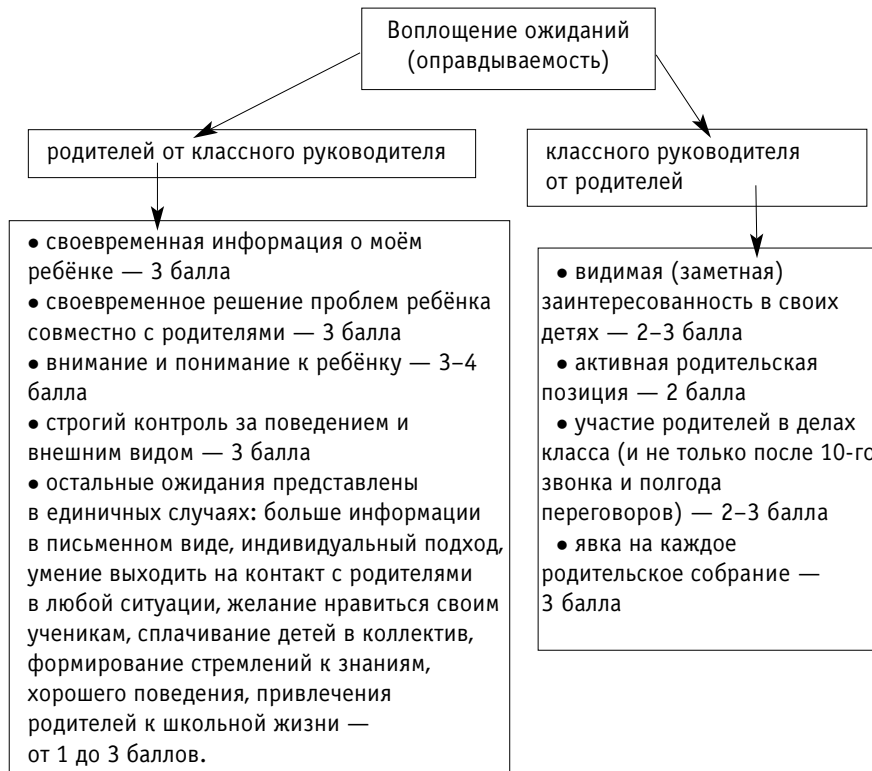 Воплощение ожиданий
(оправдываемость)
родителей от классного руководителя
классного руководителя
от родителей
• своевременная информация о моём
ребёнке — 3 балла
• своевременное решение проблем ребёнка
совместно с родителями — 3 балла
• внимание и понимание к ребёнку — 3–4
балла
• строгий контроль за поведением и
внешним видом — 3 балла
• остальные ожидания представлены
в единичных случаях: больше информации
в письменном виде, индивидуальный подход,
умение выходить на контакт с родителями
в любой ситуации, желание нравиться своим
ученикам, сплачивание детей в коллектив,
формирование стремлений к знаниям,
хорошего поведения, привлечения
родителей к школьной жизни —
от 1 до 3 баллов.
• видимая (заметная)
заинтересованность в своих
детях — 2–3 балла
• активная родительская
позиция — 2 балла
• участие родителей в делах
класса (и не только после 10-го
звонка и полгода
переговоров) — 2–3 балла
• явка на каждое
родительское собрание —
3 балла